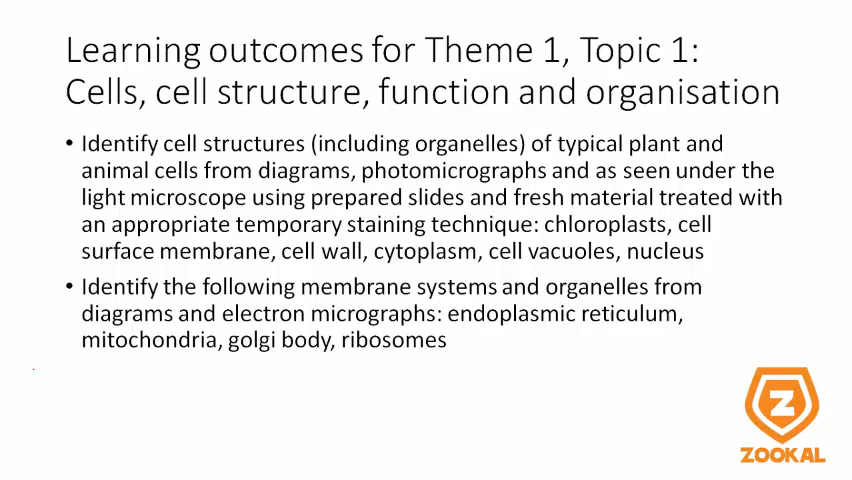 Learning outcomes for Theme 1, Topic 1:
Cells, cell structure, function and organisation
• Identify cell structures (including organelles) of typical plant and
animal cells from diagrams, photomicrographs and as seen under the
light microscope using prepared slides and fresh material treated with
an appropriate temporary staining technique: chloroplasts, cell
surface membrane, cell wall, cytoplasm, cell vacuoles, nucleus
• Identify the following membrane systems and organelles from
diagrams and electron micrographs: endoplasmic reticulum,
mitochondria, golgi body, ribosomes
Z
ZOOKAL